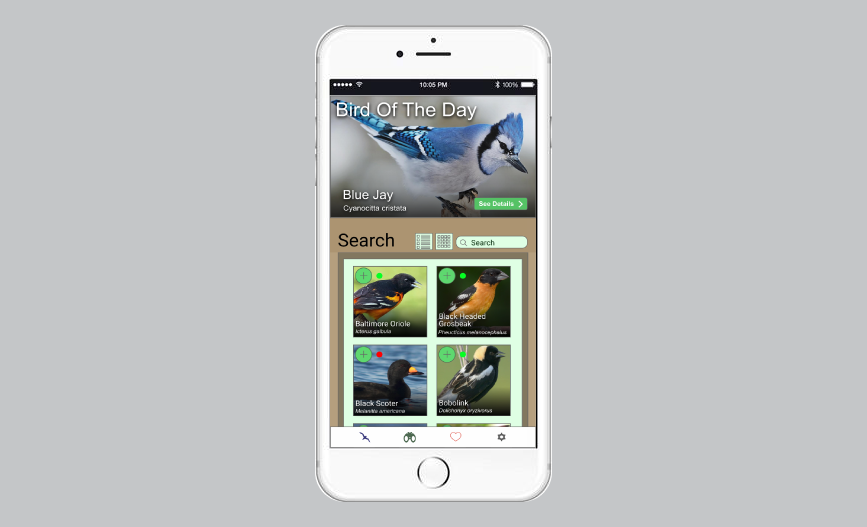 10:05 PM
100%
Bird Of The Day
Blue Jay
Cyanocitta cristata
See Details
Search
Search
Baltimore Oriole
Icterus galbula
Black Headed
Grosbeak
Pheucticus melanocephalus
Black Scoter
Melanitta americana
Bobolink
Dolichonyx oryzivorus